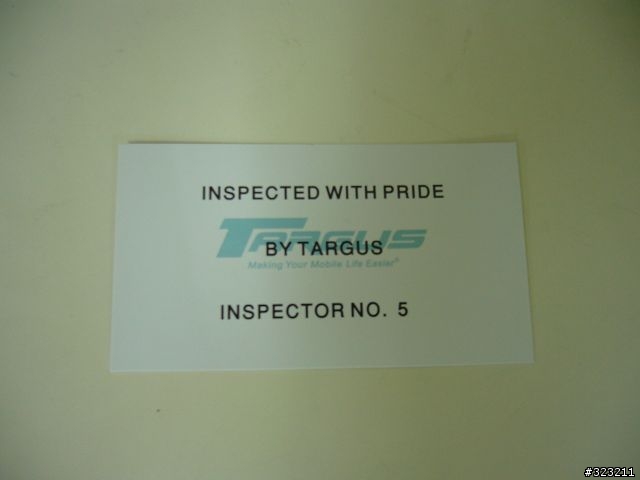 INSPECTED WITH PRIDE
TARGUS
BY TARGUS
Making Your Mobile Life Easier®
INSPECTOR NO. 5
#323211